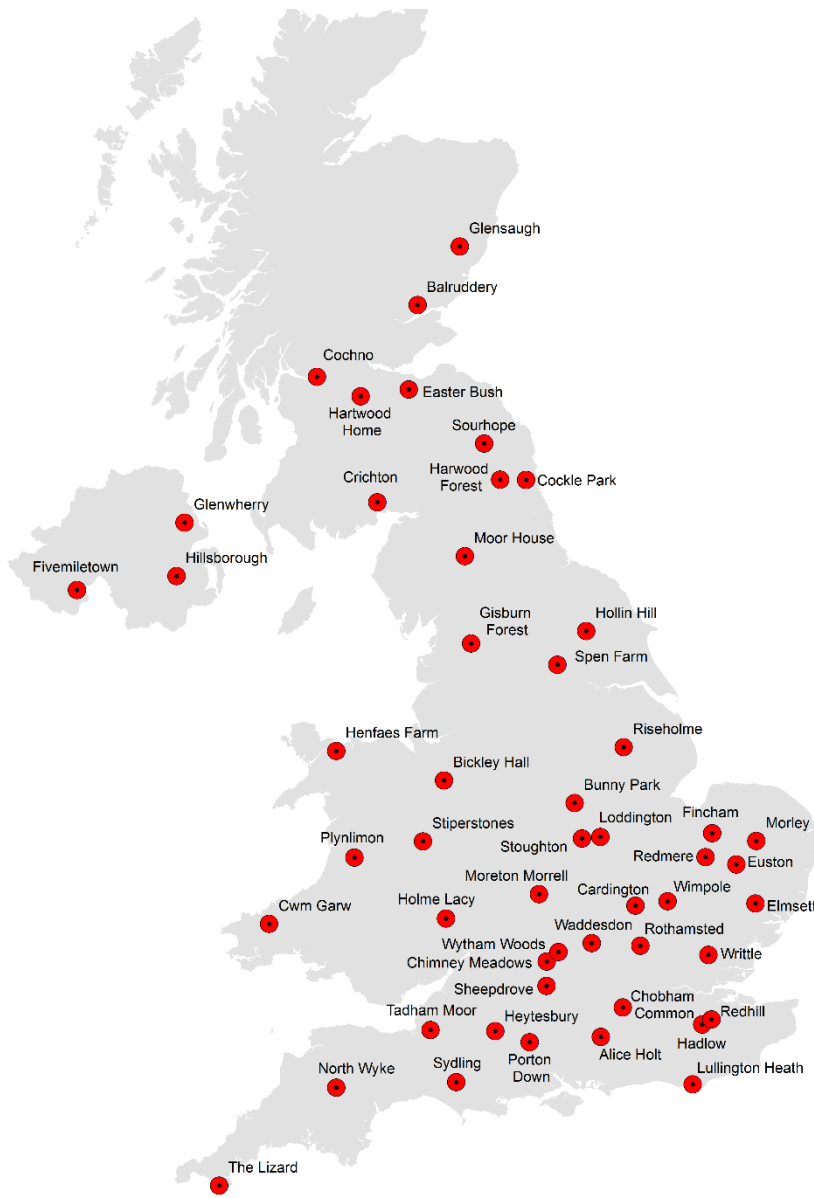 Glensaugh
Balruddery
Cochno
Easter Bush
Hartwood
Home
Sourhope
Harwood
Forest
Cockle Park
Crichton
Glenwherry
Moor House
Hillsborough
Fivemiletown
Gisburn
Forest
Hollin Hill
Spen Farm
Riseholme
Henfaes Farm
Bickley Hall
Bunny Park
Loddington
Fincham
Morley
Stiperstones
Stoughton
Plynlimon
Redmere
Euston
Moreton Morrell
Cardington
Wimpole
Elmsett
Cwm Garw
Holme Lacy
Waddesdon
Rothamsted
Wytham Woods
Writtle
Chimney Meadows
Sheepdrove
Chobham
Common
Redhill
Tadham Moor
Heytesbury
Hadlow
Alice Holt
Porton
Down
North Wyke
Sydling
Lullington Heath
The Lizard